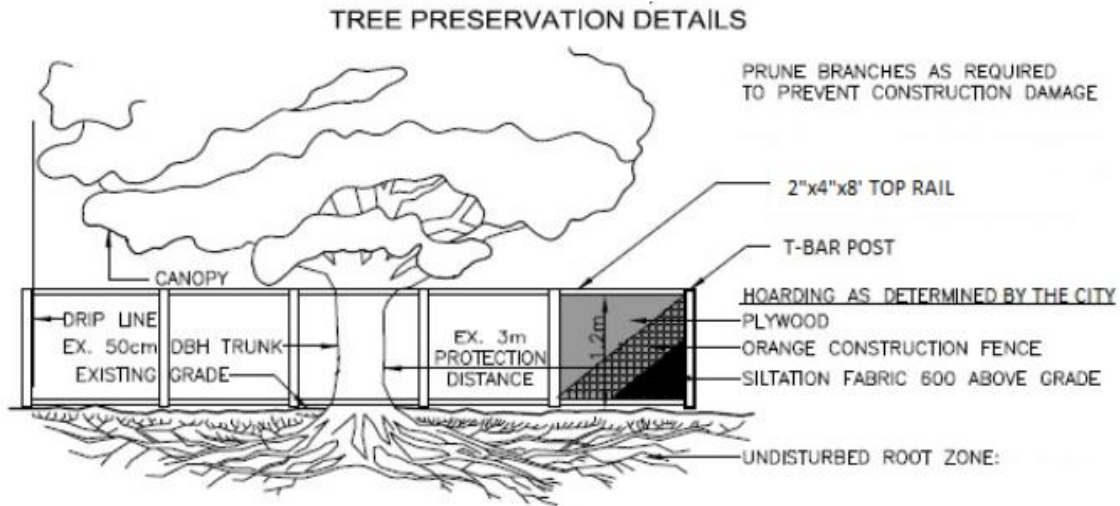 TREE PRESERVATION DETAILS
PRUNE BRANCHES AS REQUIRED
TO PREVENT CONSTRUCTION DAMAGE
2"x4"x8' TOP RAIL
T-BAR POST
CANOPY
HOARDING AS DETERMINED BY THE CITY
DRIP LINE
PLYWOOD
EX. 50cm DBH TRUNK
EX. 3m
PROTECTION
DISTANCE
1.2m
ORANGE CONSTRUCTION FENCE
EXISTING GRADE
SILTATION FABRIC 600 ABOVE GRADE
UNDISTURBED ROOT ZONE: